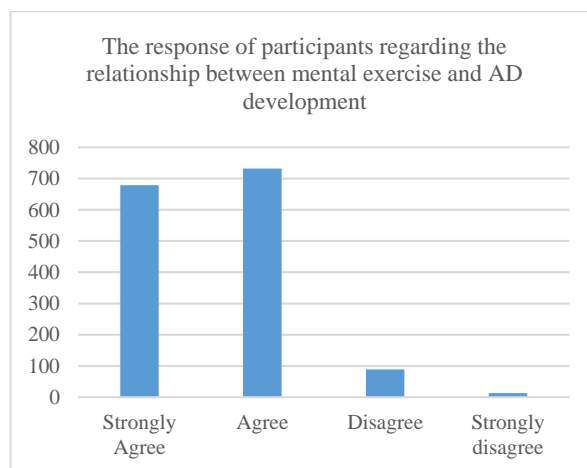 The response of participants regarding the
relationship between mental exercise and AD
development
800
700
600
500
400
300
200
100
0
Strongly
Agree
Agree
Disagree
Strongly
disagree